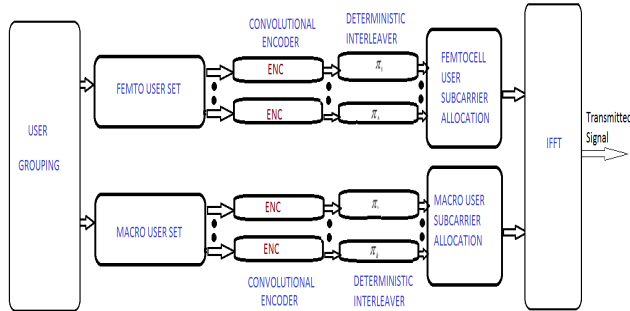 CONVOLUTIONAL
ENCODER
DETERMINISTIC
INTERLEAVER
USER
GROUPING
FEMTO USER SET
ENC
π
ENC
π
FEMTOCELL
USER
SUBCARRIER
ALLOCATION
MACRO USER SET
ENC
π
ENC
π
MACRO USER
SUBCARRIER
ALLOCATION
CONVOLUTIONAL
ENCODER
DETERMINISTIC
INTERLEAVER
IFFT
Transmitted
Signal